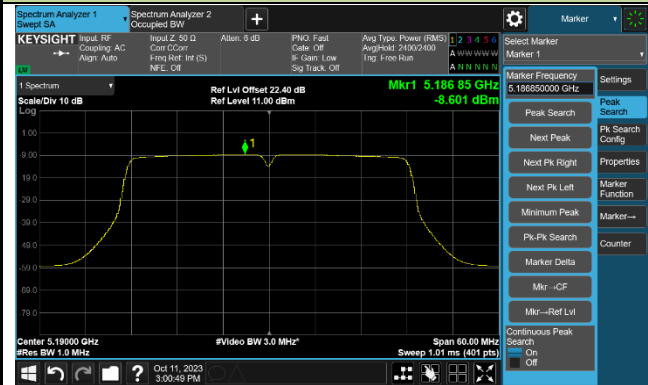 Spectrum Analyzer 1
Swept SA
Spectrum Analyzer 2
Occupied BW
Marker
KEYSIGHT
Input: RF
Coupling: AC
Align: Auto
Input Z: 50 Ω
Corr CCorr
Freq Ref: Int (S)
NFE: Off
Atten: 6 dB
PNO: Fast
Gate: Off
IF Gain: Low
Sig Track: Off
Avg Type: Power (RMS)
Avg|Hold: 2400/2400
Trig: Free Run
1 2 3 4 5 6
A W W W W W
A N N N N N
Select Marker
Marker 1
1 Spectrum
Scale/Div 10 dB
Log
Ref Lvl Offset 22.40 dB
Ref Level 11.00 dBm
Mkr1 5.186 85 GHz
-8.601 dBm
1.00
-9.00
-19.0
-29.0
-39.0
-49.0
-59.0
-69.0
-79.0
1
Center 5.19000 GHz
#Res BW 1.0 MHz
#Video BW 3.0 MHz*
Span 60.00 MHz
Sweep 1.01 ms (401 pts)
Marker Frequency
5.186850000 GHz
Peak Search
Next Peak
Next Pk Right
Next Pk Left
Minimum Peak
Pk-Pk Search
Marker Delta
Mkr→CF
Mkr→Ref Lvl
Continuous Peak
Search
On
Off
Settings
Peak
Search
Pk Search
Config
Properties
Marker
Function
Marker→
Counter
Oct 11, 2023
3:00:49 PM